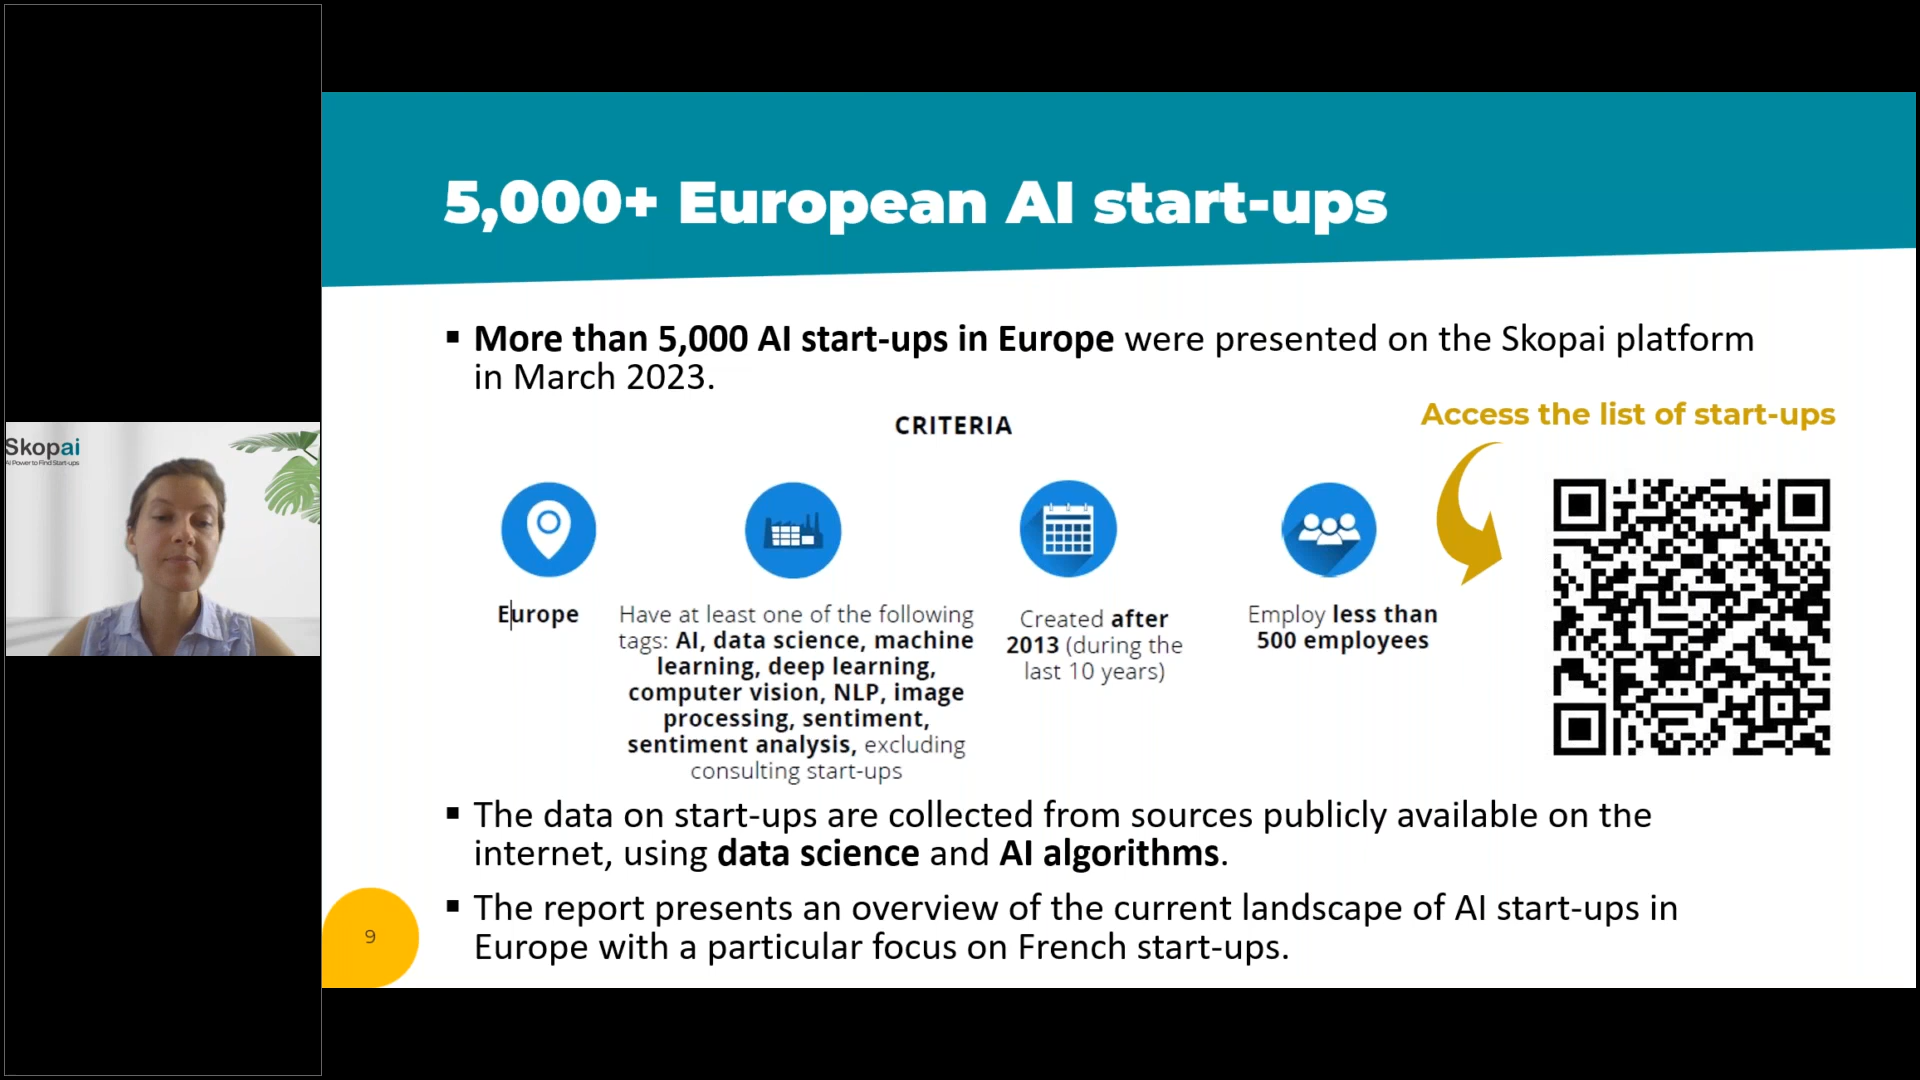 Skopai
AI Power to Find Start-ups
5,000+ European AI start-ups
▪ More than 5,000 AI start-ups in Europe were presented on the Skopai platform
in March 2023.
CRITERIA
Access the list of start-ups
Europe
Have at least one of the following
tags: AI, data science, machine
learning, deep learning,
computer vision, NLP, image
processing, sentiment,
sentiment analysis, excluding
consulting start-ups
Created after
2013 (during the
last 10 years)
Employ less than
500 employees
▪ The data on start-ups are collected from sources publicly available on the
internet, using data science and AI algorithms.
▪ The report presents an overview of the current landscape of AI start-ups in
Europe with a particular focus on French start-ups.
9